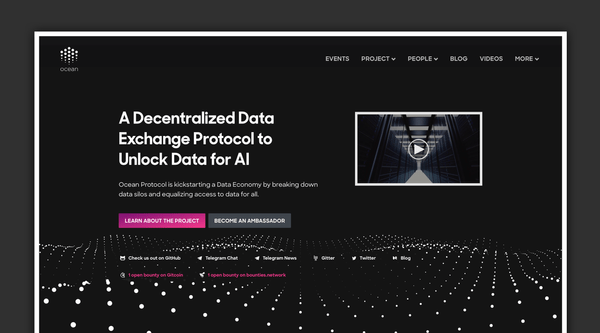 ocean
EVENTS PROJECT PEOPLE BLOG VIDEOS MORE
A Decentralized Data
Exchange Protocol to
Unlock Data for AI
Ocean Protocol is kickstarting a Data Economy by breaking down
data silos and equalizing access to data for all.
LEARN ABOUT THE PROJECT BECOME AN AMBASSADOR
Check us out on GitHub Telegram Chat Telegram News Gitter Twitter Blog
1 open bounty on Gitcoin 1 open bounty on bounties.network